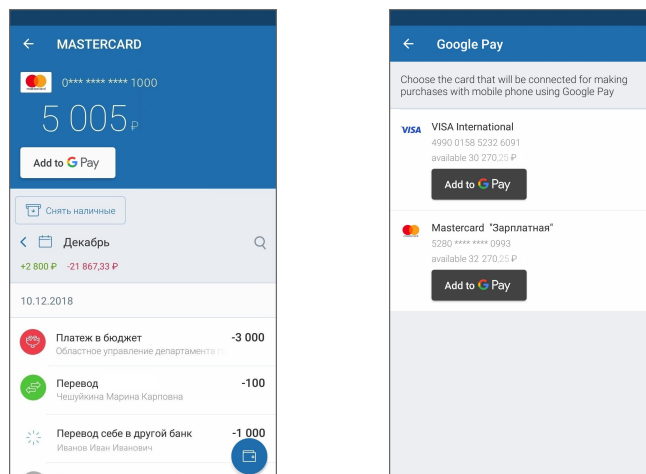 MASTERCARD
0*** **** **** 1000
5 005 ₽
Add to G Pay
Снять наличные
Декабрь
+2 800 ₽ -21 867,33 ₽
10.12.2018
Платеж в бюджет -3 000
Областное управление департамента
Перевод -100
Чешуйкина Марина Карповна
Перевод себе в другой банк -1 000
Иванов Иван Иванович
Google Pay
Choose the card that will be connected for making
purchases with mobile phone using Google Pay
VISA
VISA International
4990 0158 5232 6091
available 30 270,25 ₽
Add to G Pay
Mastercard "Зарплатная"
5280 **** **** 0993
available 32 270,25 ₽
Add to G Pay